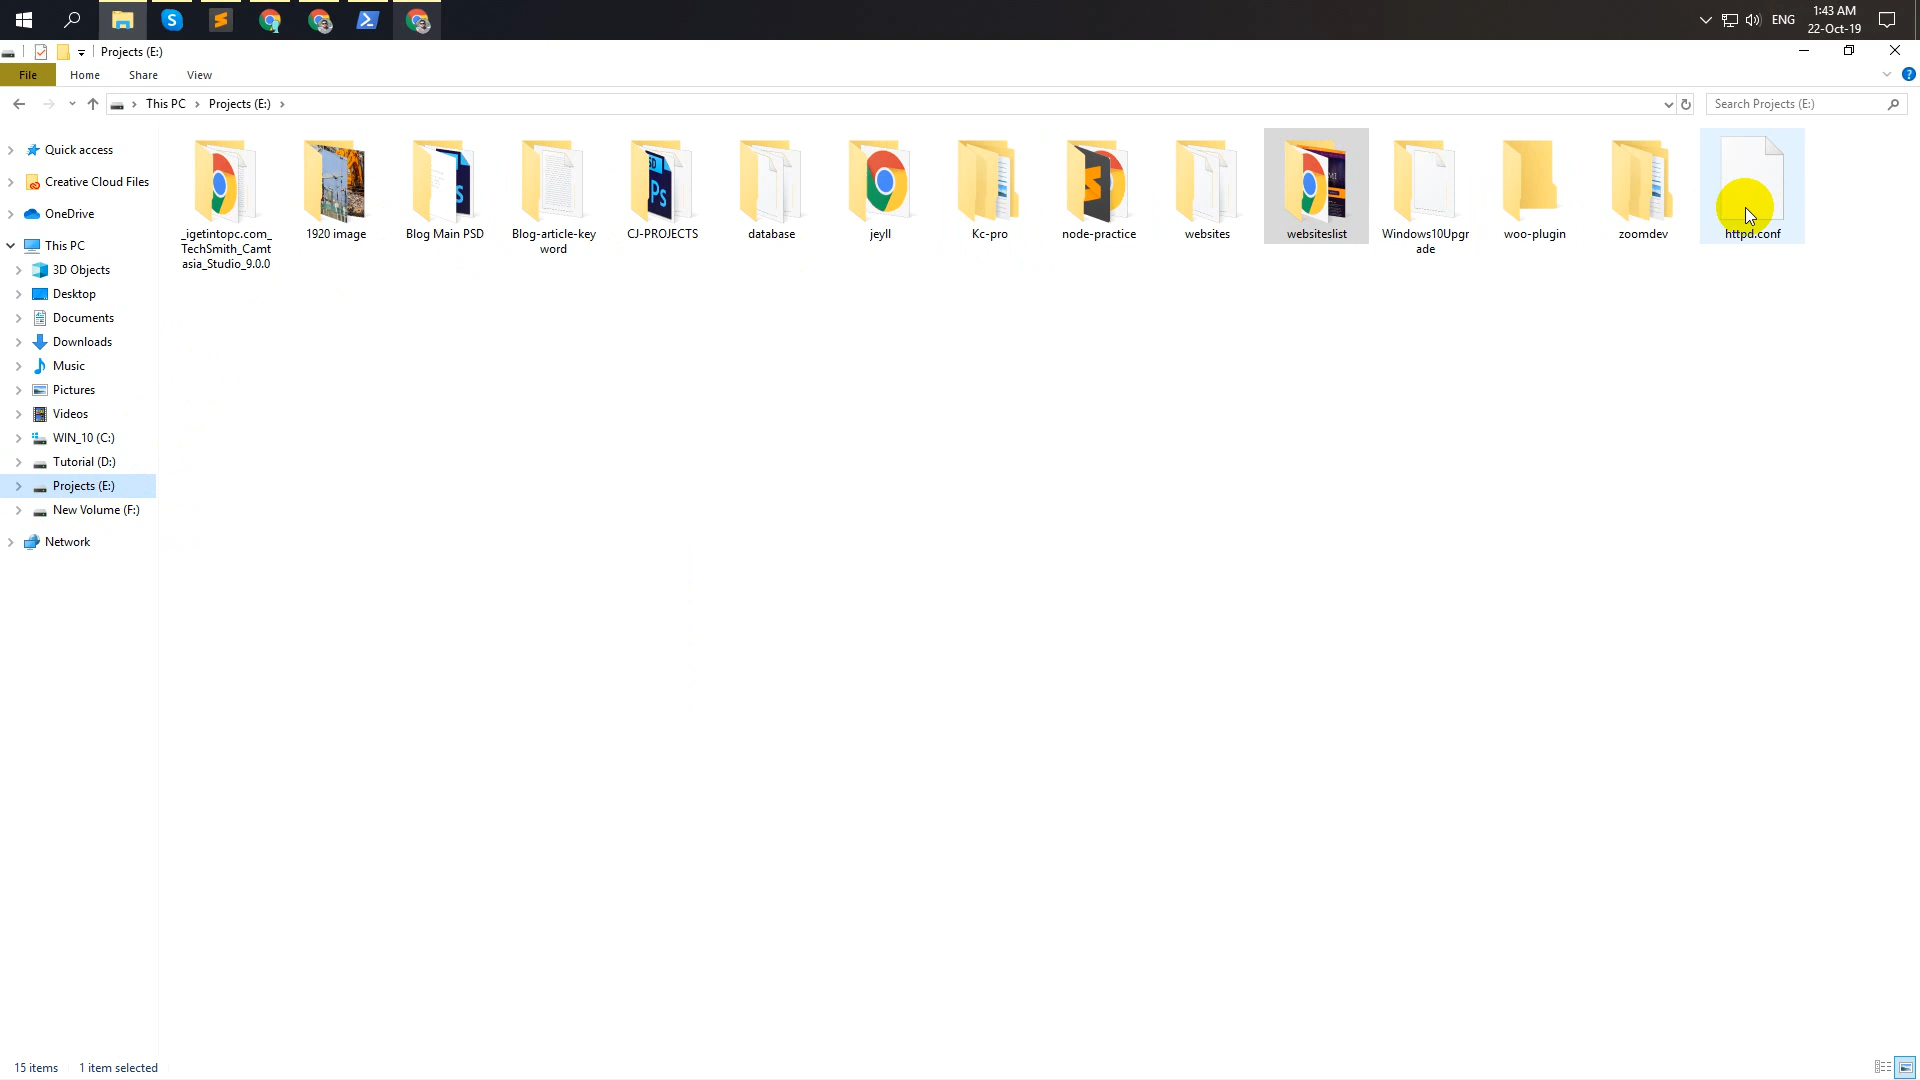 ENG
1:43 AM
22-Oct-19
Projects (E:)
File
Home
Share
View
This PC
Projects (E:)
Search Projects (E:)
Quick access
Creative Cloud Files
OneDrive
This PC
3D Objects
Desktop
Documents
Downloads
Music
Pictures
Videos
WIN_10 (C:)
Tutorial (D:)
Projects (E:)
New Volume (F:)
Network
_igetintopc.com_
TechSmith_Camt
asia_Studio_9.0.0
1920 image
Blog Main PSD
Blog-article-key
word
CJ-PROJECTS
database
jeyll
Kc-pro
node-practice
websites
websiteslist
Windows10Upgr
ade
woo-plugin
zoomdev
httpd.conf
15 items
1 item selected